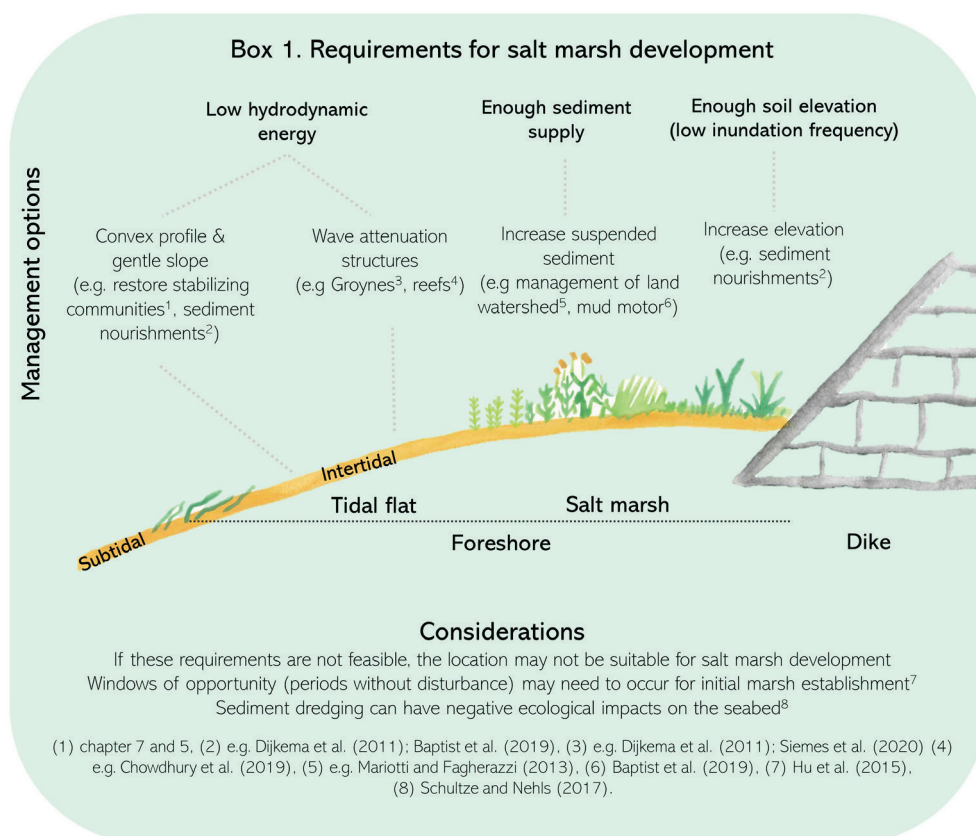 Box 1. Requirements for salt marsh development
Management options
Low hydrodynamic
energy
Enough sediment
supply
Enough soil elevation
(low inundation frequency)
Convex profile &
gentle slope
(e.g. restore stabilizing
communities¹, sediment
nourishments²)
Wave attenuation
structures
(e.g Groynes³, reefs⁴)
Increase suspended
sediment
(e.g management of land
watershed⁵, mud motor⁶)
Increase elevation
(e.g. sediment
nourishments²)
Subtidal
Intertidal
Tidal flat
Salt marsh
Foreshore
Dike
Considerations
If these requirements are not feasible, the location may not be suitable for salt marsh development
Windows of opportunity (periods without disturbance) may need to occur for initial marsh establishment⁷
Sediment dredging can have negative ecological impacts on the seabed⁸
(1) chapter 7 and 5, (2) e.g. Dijkema et al. (2011); Baptist et al. (2019), (3) e.g. Dijkema et al. (2011); Siemes et al. (2020) (4)
e.g. Chowdhury et al. (2019), (5) e.g. Mariotti and Fagherazzi (2013), (6) Baptist et al. (2019), (7) Hu et al. (2015),
(8) Schultze and Nehls (2017).